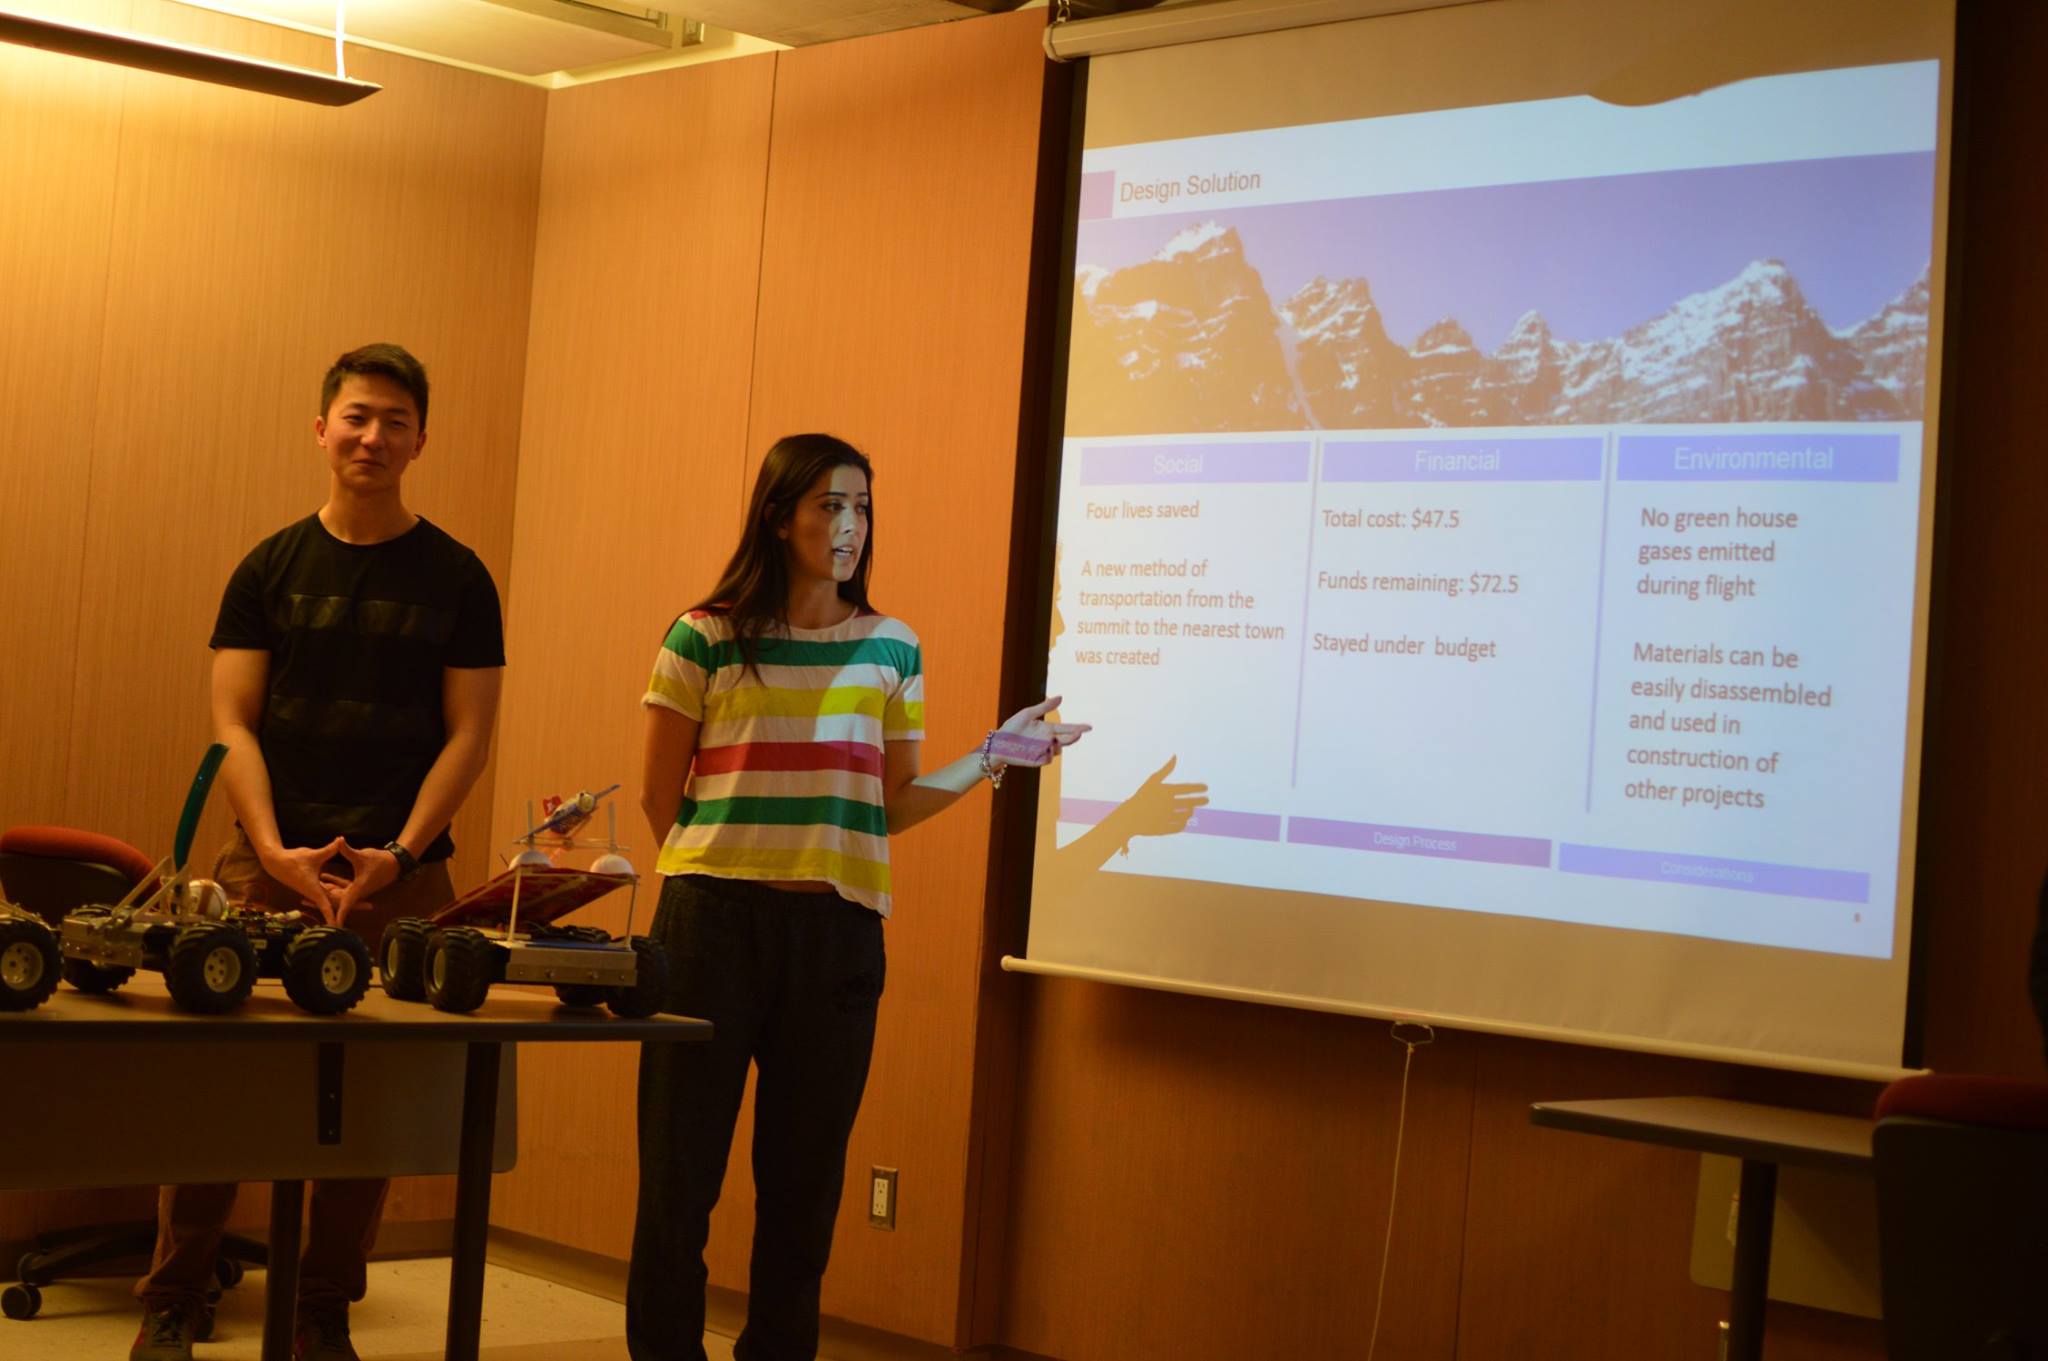 Design Solution
Social
Four lives saved
A new method of
transportation from the
summit to the nearest town
was created
Financial
Total cost: $47.5
Funds remaining: $72.5
Stayed under budget
Environmental
No green house
gases emitted
during flight
Materials can be
easily disassembled
and used in
construction of
other projects
Design Process
Considerations
8